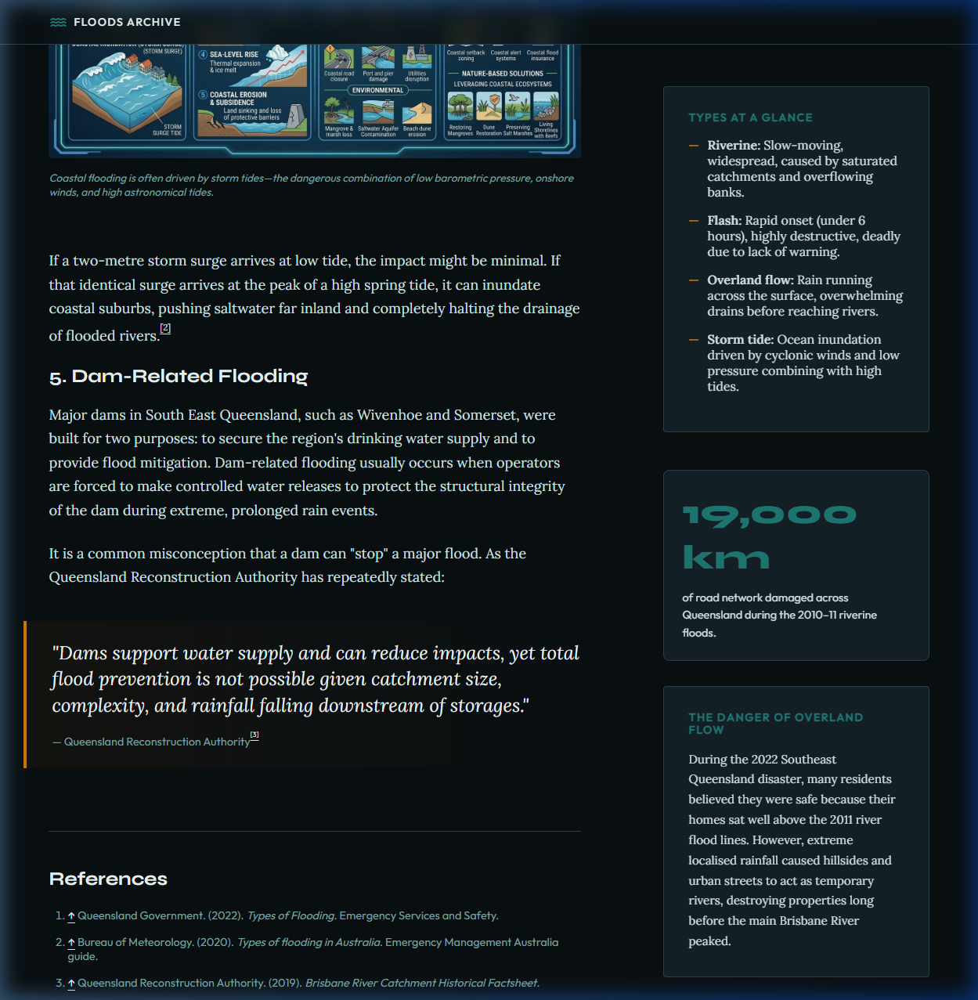 FLOODS ARCHIVE
(STORM SURGE)
STORM
SURGE TIDE
④ SEA-LEVEL RISE
Thermal expansion
& ice melt
⑤ COASTAL EROSION
& SUBSIDENCE
Land sinking and loss
of protective barriers
Coastal road
closure
Port and pier
damage
Utilities
disruption
ENVIRONMENTAL
Mangrove &
marsh loss
Saltwater Aquifer
Contamination
Beach dune
erosion
Coastal setback
zoning
Coastal alert
systems
Coastal flood
insurance
NATURE-BASED SOLUTIONS
LEVERAGING COASTAL ECOSYSTEMS
Restoring
Mangroves
Dune
Restoration
Preserving
Salt Marshes
Living
Shorelines
with Reefs
Coastal flooding is often driven by storm tides—the dangerous combination of low barometric pressure, onshore
winds, and high astronomical tides.
If a two-metre storm surge arrives at low tide, the impact might be minimal. If
that identical surge arrives at the peak of a high spring tide, it can inundate
coastal suburbs, pushing saltwater far inland and completely halting the drainage
of flooded rivers.[2]
5. Dam-Related Flooding
Major dams in South East Queensland, such as Wivenhoe and Somerset, were
built for two purposes: to secure the region's drinking water supply and to
provide flood mitigation. Dam-related flooding usually occurs when operators
are forced to make controlled water releases to protect the structural integrity
of the dam during extreme, prolonged rain events.
It is a common misconception that a dam can "stop" a major flood. As the
Queensland Reconstruction Authority has repeatedly stated:
"Dams support water supply and can reduce impacts, yet total
flood prevention is not possible given catchment size,
complexity, and rainfall falling downstream of storages."
— Queensland Reconstruction Authority[3]
References
1. ↑ Queensland Government. (2022). Types of Flooding. Emergency Services and Safety.
2. ↑ Bureau of Meteorology. (2020). Types of flooding in Australia. Emergency Management Australia
guide.
3. ↑ Queensland Reconstruction Authority. (2019). Brisbane River Catchment Historical Factsheet.
TYPES AT A GLANCE
— Riverine: Slow-moving,
widespread, caused by saturated
catchments and overflowing
banks.
— Flash: Rapid onset (under 6
hours), highly destructive, deadly
due to lack of warning.
— Overland flow: Rain running
across the surface, overwhelming
drains before reaching rivers.
— Storm tide: Ocean inundation
driven by cyclonic winds and low
pressure combining with high
tides.
19,000
km
of road network damaged across
Queensland during the 2010–11 riverine
floods.
THE DANGER OF OVERLAND
FLOW
During the 2022 Southeast
Queensland disaster, many residents
believed they were safe because their
homes sat well above the 2011 river
flood lines. However, extreme
localised rainfall caused hillsides and
urban streets to act as temporary
rivers, destroying properties long
before the main Brisbane River
peaked.